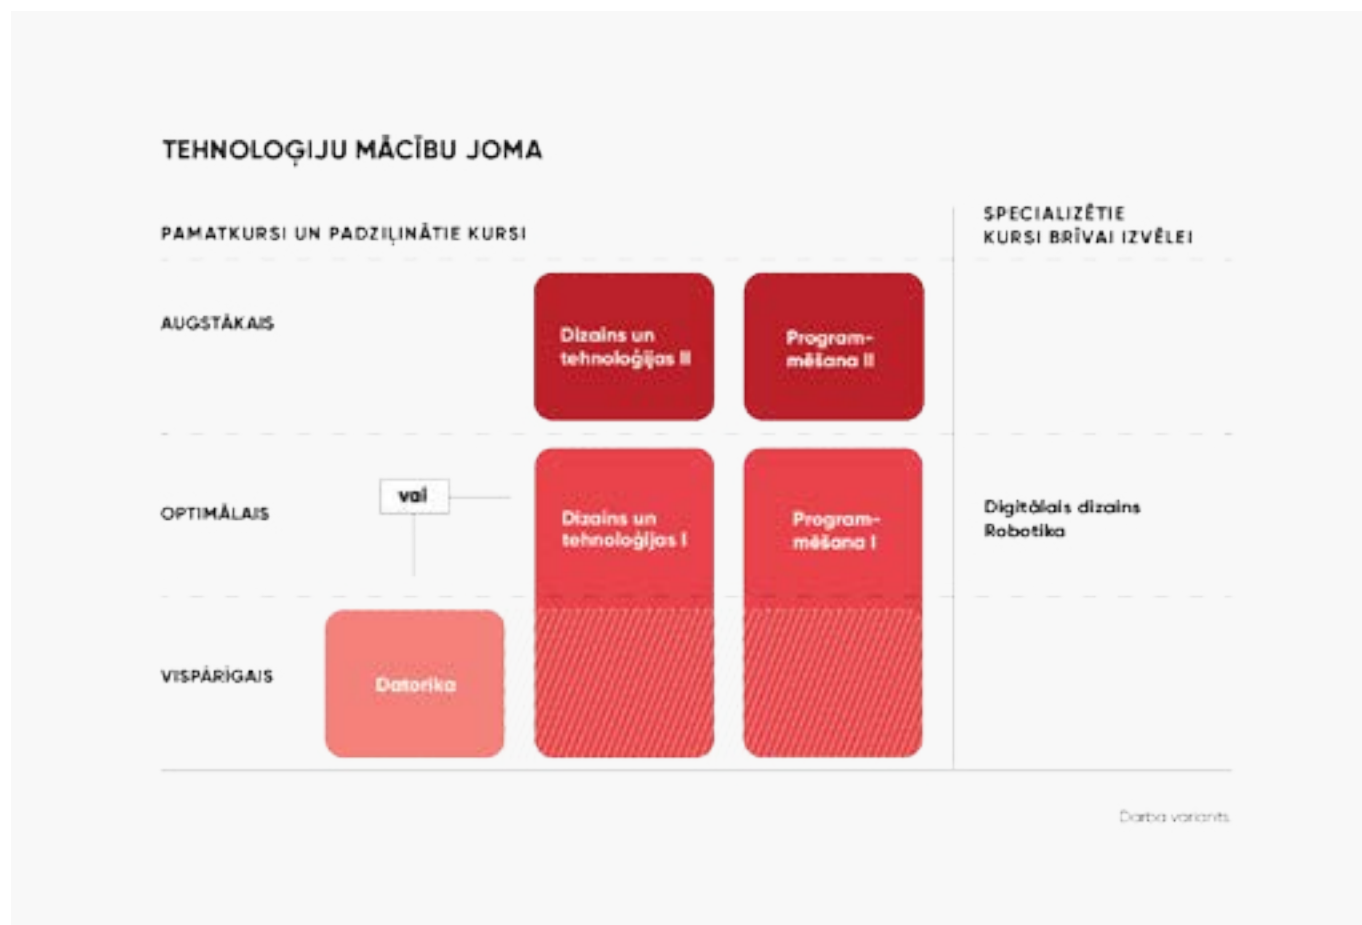 TEHNOLOĢIJU MĀCĪBU JOMA
PAMATKURSI UN PADZIĻINĀTIE KURSI
SPECIALIZĒTIE
KURSI BRĪVAI IZVĒLEI
AUGSTĀKAIS
Dizains un
tehnoloģijas II
Program-
mēšana II
OPTIMĀLAIS
vai
Dizains un
tehnoloģijas I
Program-
mēšana I
Digitālais dizains
Robotika
VISPĀRĪGAIS
Datorika
Darba variants